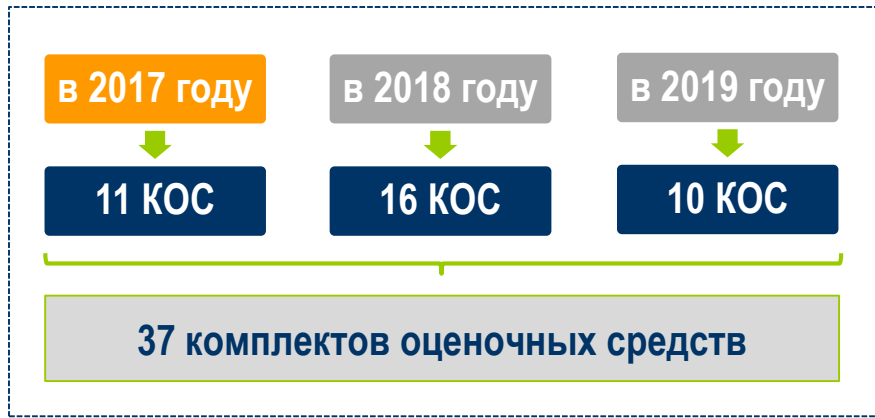 в 2017 году
в 2018 году
в 2019 году
11 КОС
16 КОС
10 КОС
37 комплектов оценочных средств